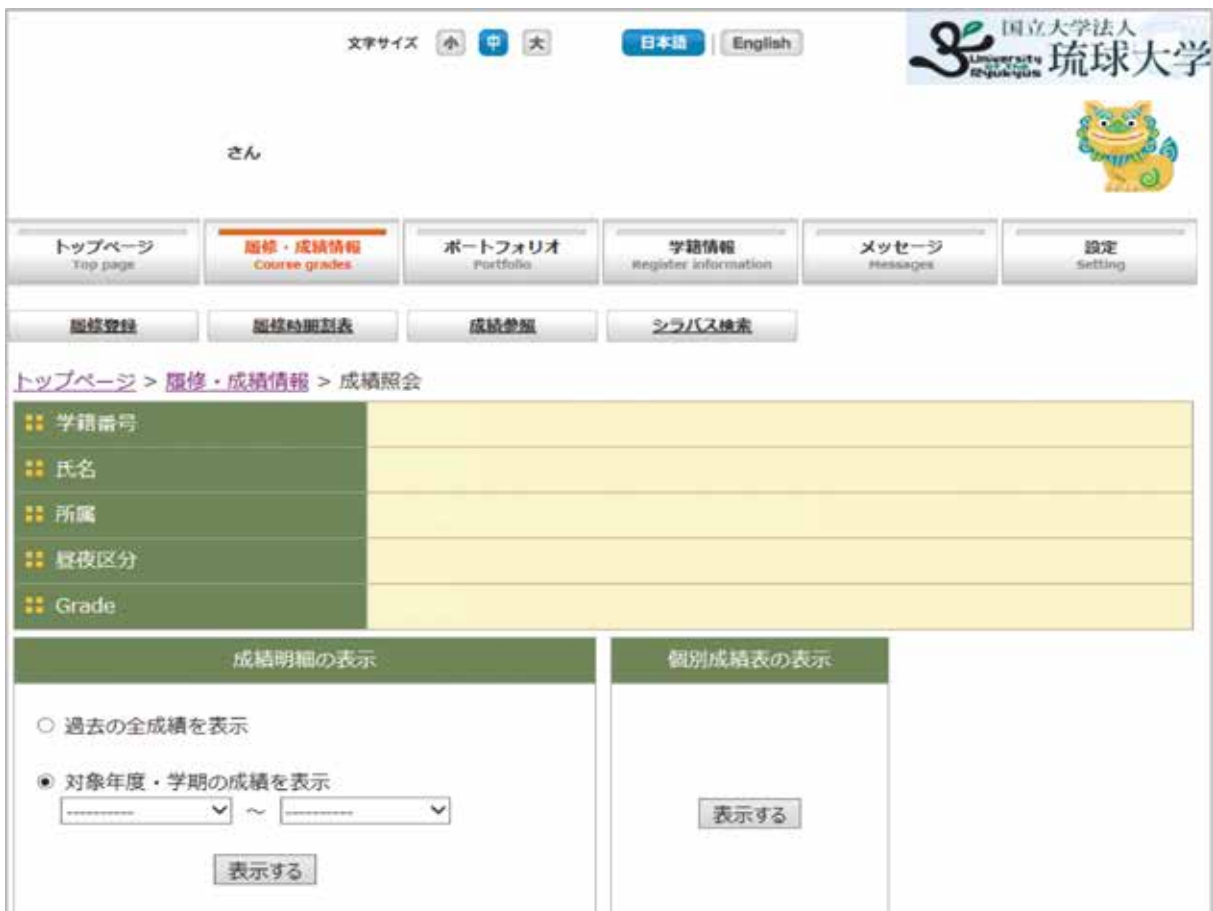 文字サイズ 小 中 大 日本語 | English
国立大学法人
University of the Ryukyus 琉球大学
さん
トップページ 履修・成績情報 ポートフォリオ 学籍情報 メッセージ 設定
Top page Course grades Portfolio Register information Messages Setting
履修登録 履修時間割表 成績参照 シラバス検索
トップページ > 履修・成績情報 > 成績照会
学籍番号
氏名
所属
昼夜区分
Grade
成績明細の表示 個別成績表の表示
過去の全成績を表示
対象年度・学期の成績を表示
---------- ～ ----------
表示する
表示する